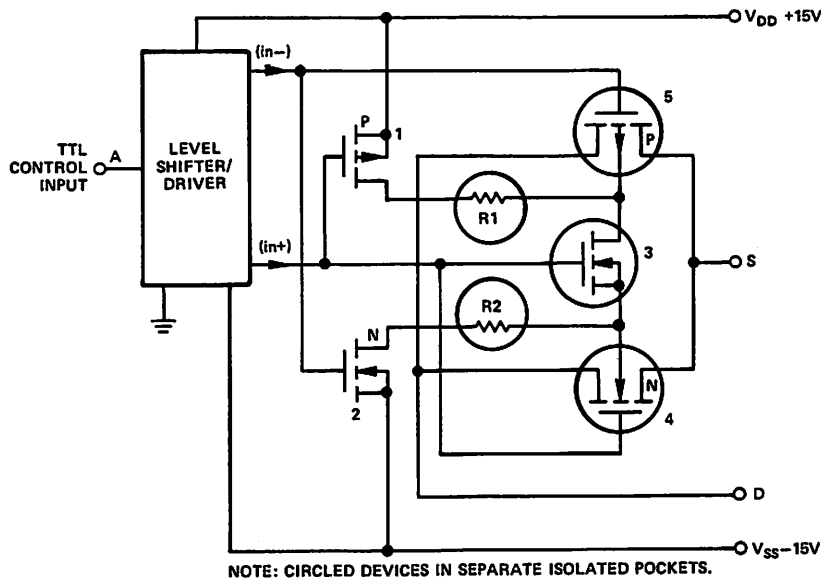 V_DD +15V
(in-)
5
P
1
P
TTL
CONTROL
INPUT
A
LEVEL
SHIFTER/
DRIVER
R1
(in+)
3
S
R2
N
2
N
4
D
V_SS -15V
NOTE: CIRCLED DEVICES IN SEPARATE ISOLATED POCKETS.